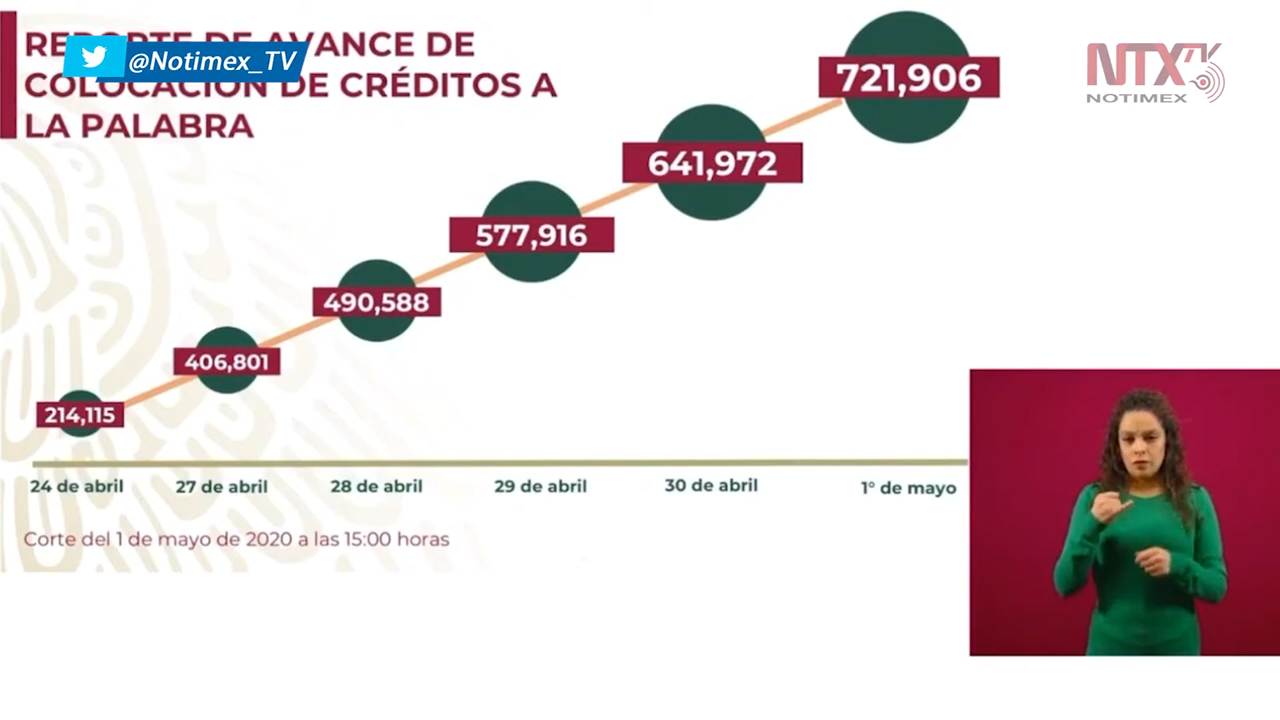 REPORTE DE AVANCE DE
@Notimex_TV
COLOCACIÓN DE CRÉDITOS A
LA PALABRA
NTX TV
NOTIMEX
721,906
641,972
577,916
490,588
406,801
214,115
24 de abril 27 de abril 28 de abril 29 de abril 30 de abril 1° de mayo
Corte del 1 de mayo de 2020 a las 15:00 horas